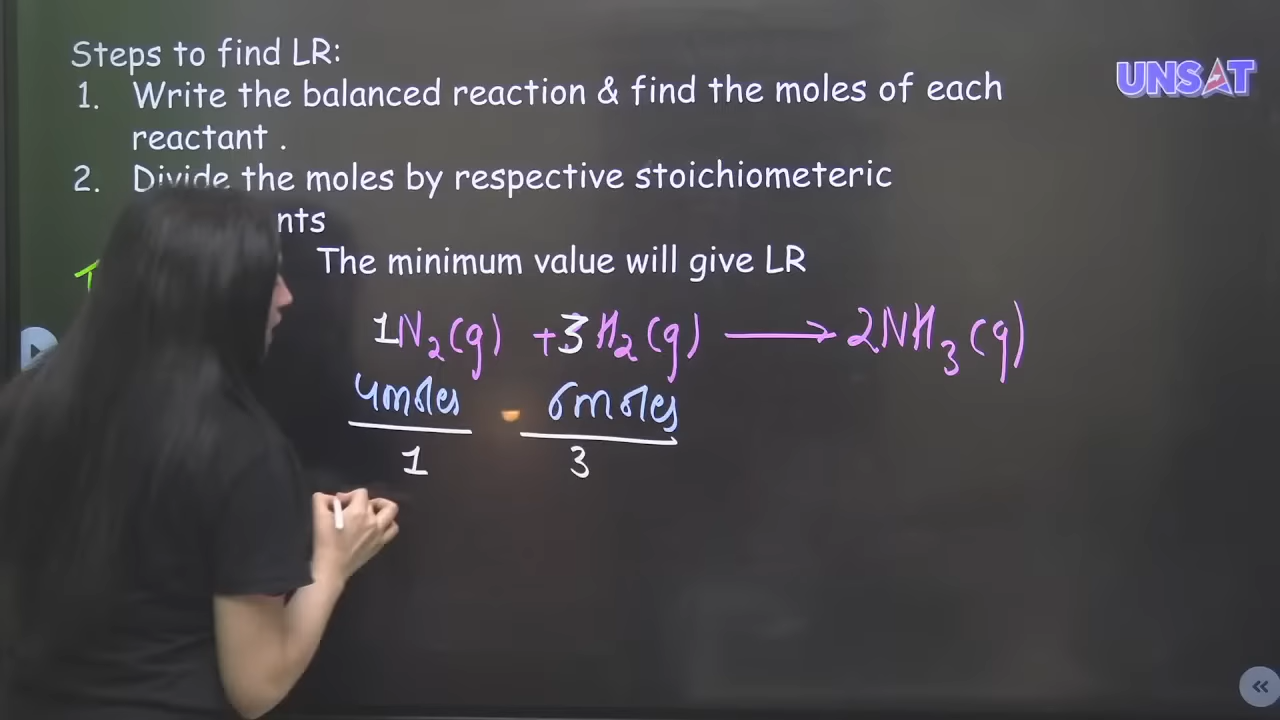 Steps to find LR:
1. Write the balanced reaction & find the moles of each
reactant .
UNSAT
2. Divide the moles by respective stoichiometeric
nts
The minimum value will give LR
1N₂(g) + 3H₂(g) ⟶ 2NH₃(g)
4moles 6moles
1 3